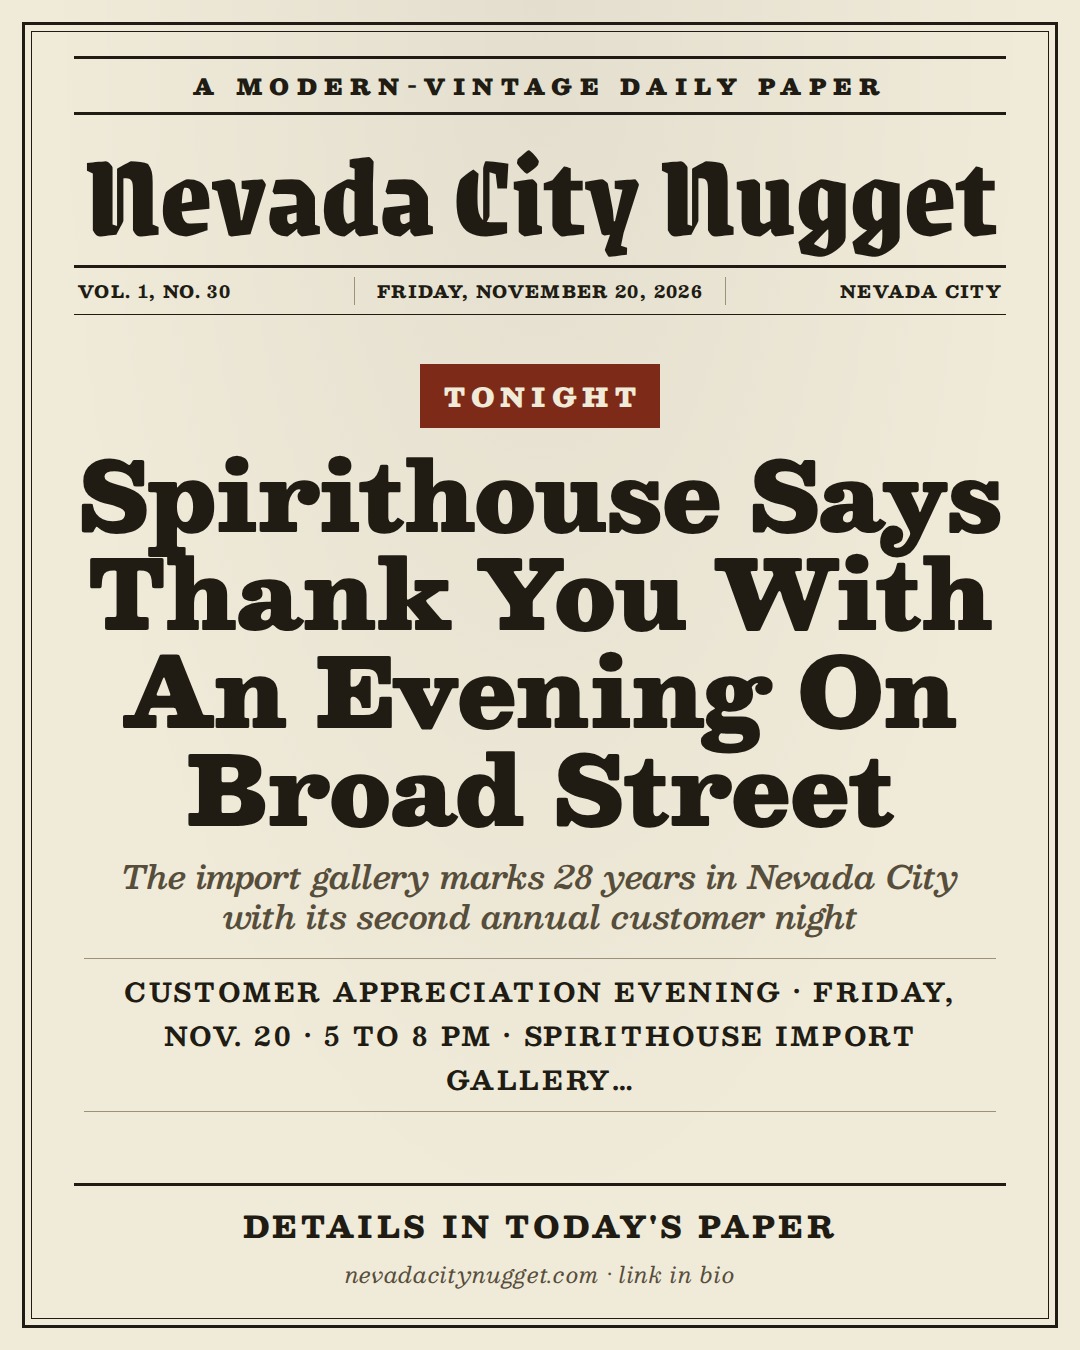 A MODERN-VINTAGE DAILY PAPER
Nevada City Nugget
VOL. 1, NO. 30
FRIDAY, NOVEMBER 20, 2026
NEVADA CITY
TONIGHT
Spirithouse Says
Thank You With
An Evening On
Broad Street
The import gallery marks 28 years in Nevada City
with its second annual customer night
CUSTOMER APPRECIATION EVENING · FRIDAY,
NOV. 20 · 5 TO 8 PM · SPIRITHOUSE IMPORT
GALLERY…
DETAILS IN TODAY'S PAPER
nevadacitynugget.com · link in bio